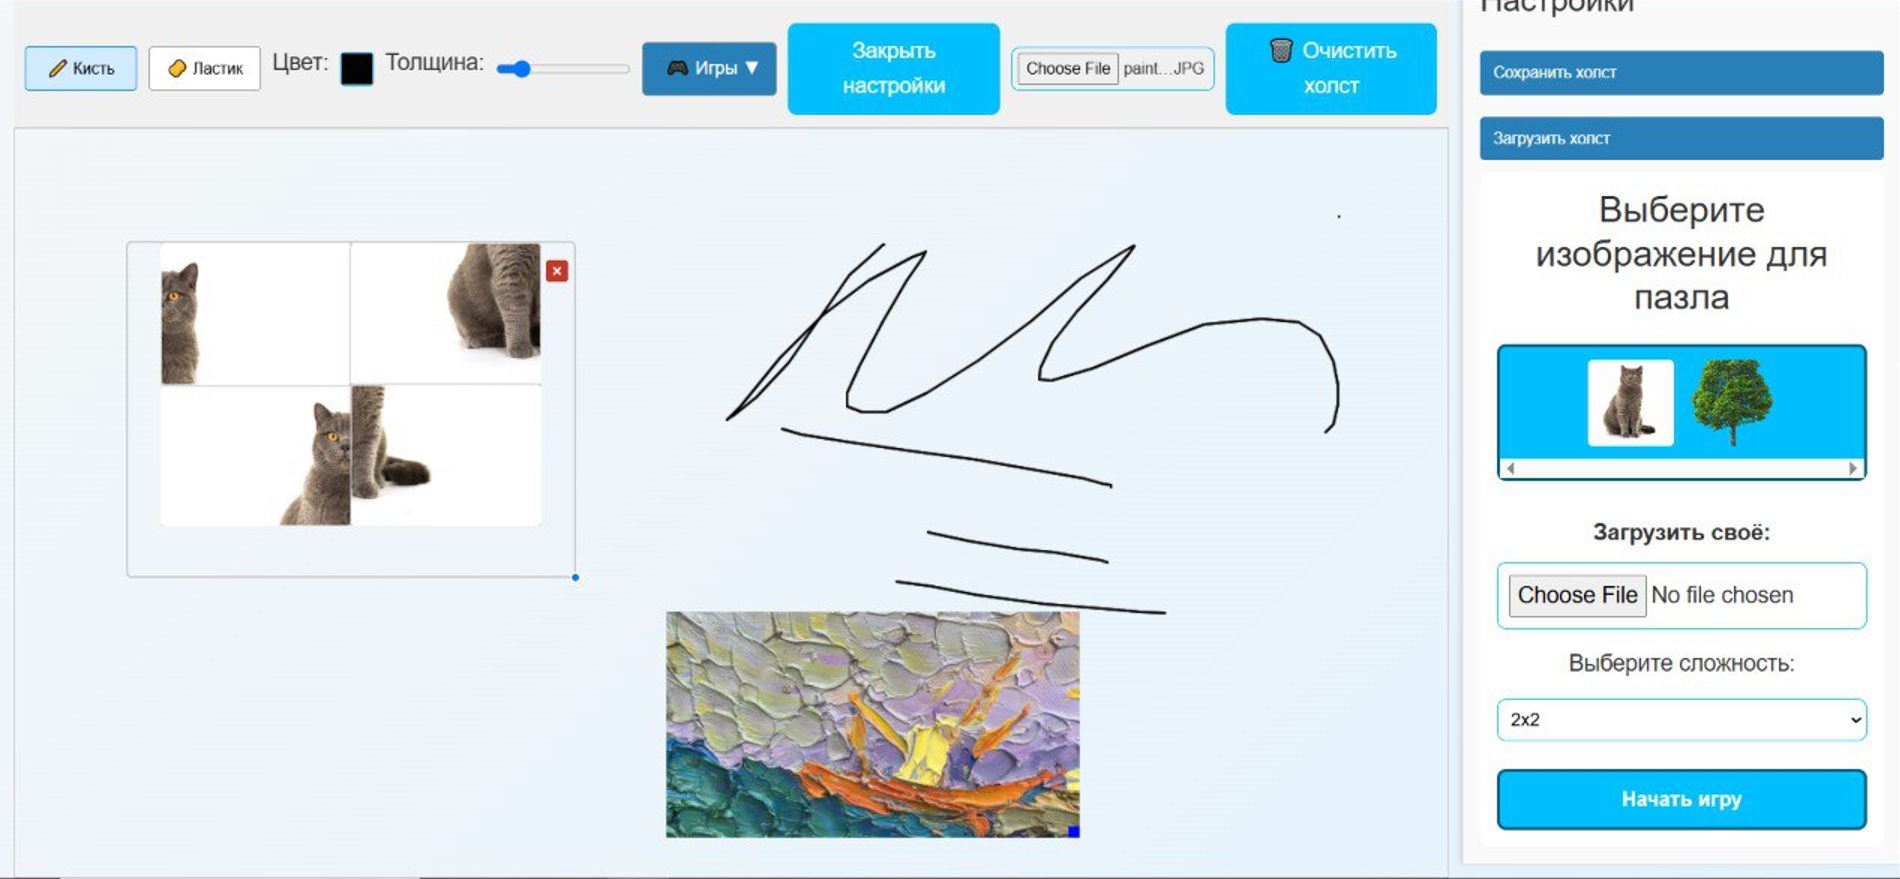 Настройки
Кисть
Ластик
Цвет:
Толщина:
Игры ▼
Закрыть
настройки
Choose File paint...JPG
Очистить
холст
Сохранить холст
Загрузить холст
Выберите
изображение для
пазла
Загрузить своё:
Choose File No file chosen
Выберите сложность:
2x2
Начать игру